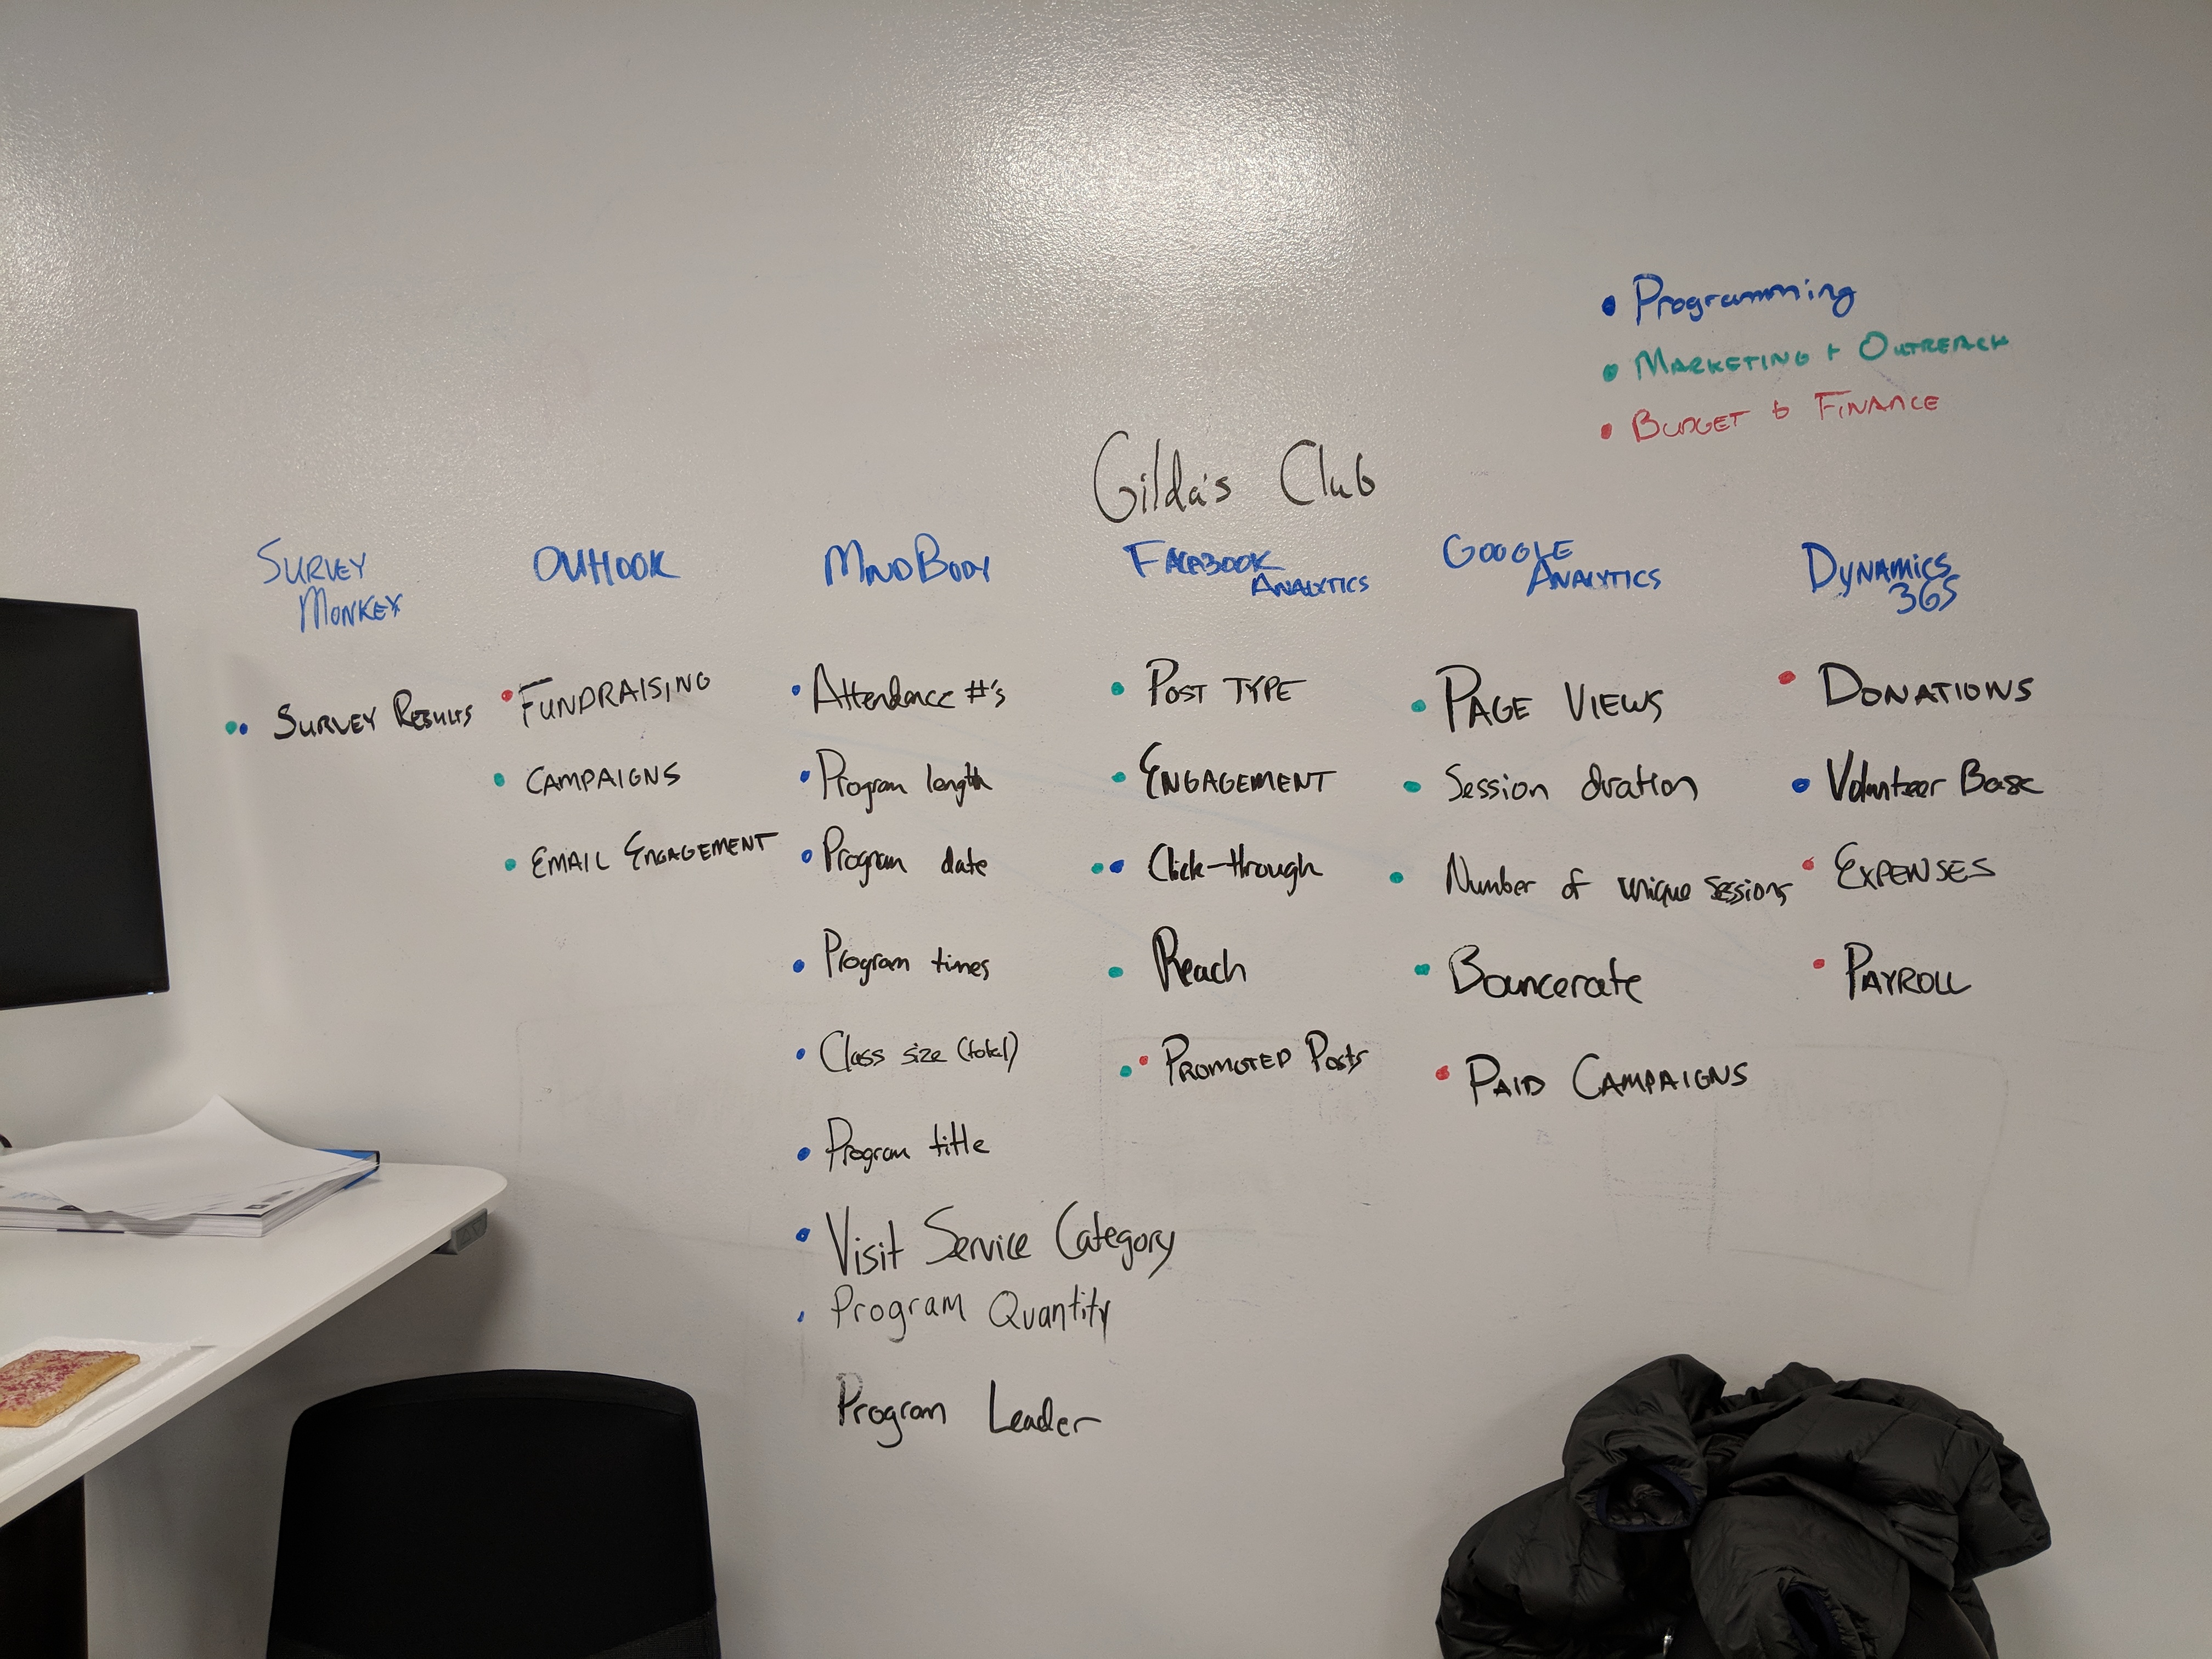 Programming
MARKETING + OUTREACH
BUDGET & FINANCE
Gilda's Club
SURVEY
MONKEY
SURVEY RESULTS
OUTLOOK
FUNDRAISING
CAMPAIGNS
EMAIL ENGAGEMENT
MIND BODY
Attendance #'s
Program length
Program date
Program times
Class size (total)
Program title
Visit Service Category
Program Quantity
Program Leader
FACEBOOK
ANALYTICS
POST TYPE
ENGAGEMENT
Click-through
Reach
PROMOTED Posts
GOOGLE
ANALYTICS
PAGE VIEWS
Session duration
Number of unique sessions
Bouncerate
PAID CAMPAIGNS
DYNAMICS
365
DONATIONS
Volunteer Base
EXPENSES
PAYROLL